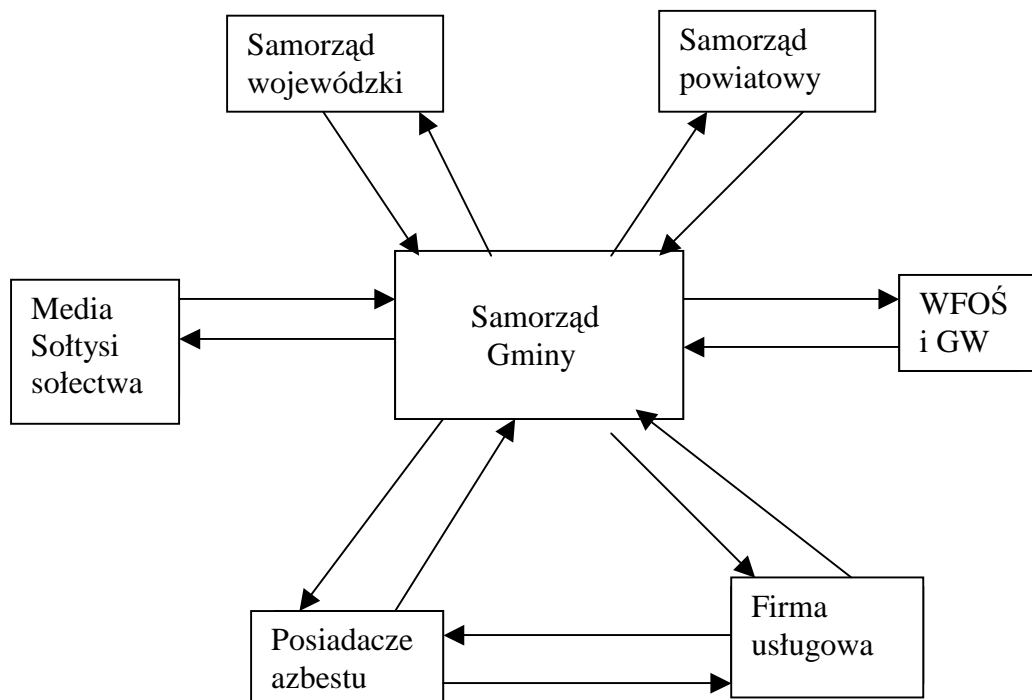 Samorząd
wojewódzki
Samorząd
powiatowy
Media
Sołtysi
sołectwa
Samorząd
Gminy
WFOŚ
i GW
Posiadacze
azbestu
Firma
usługowa